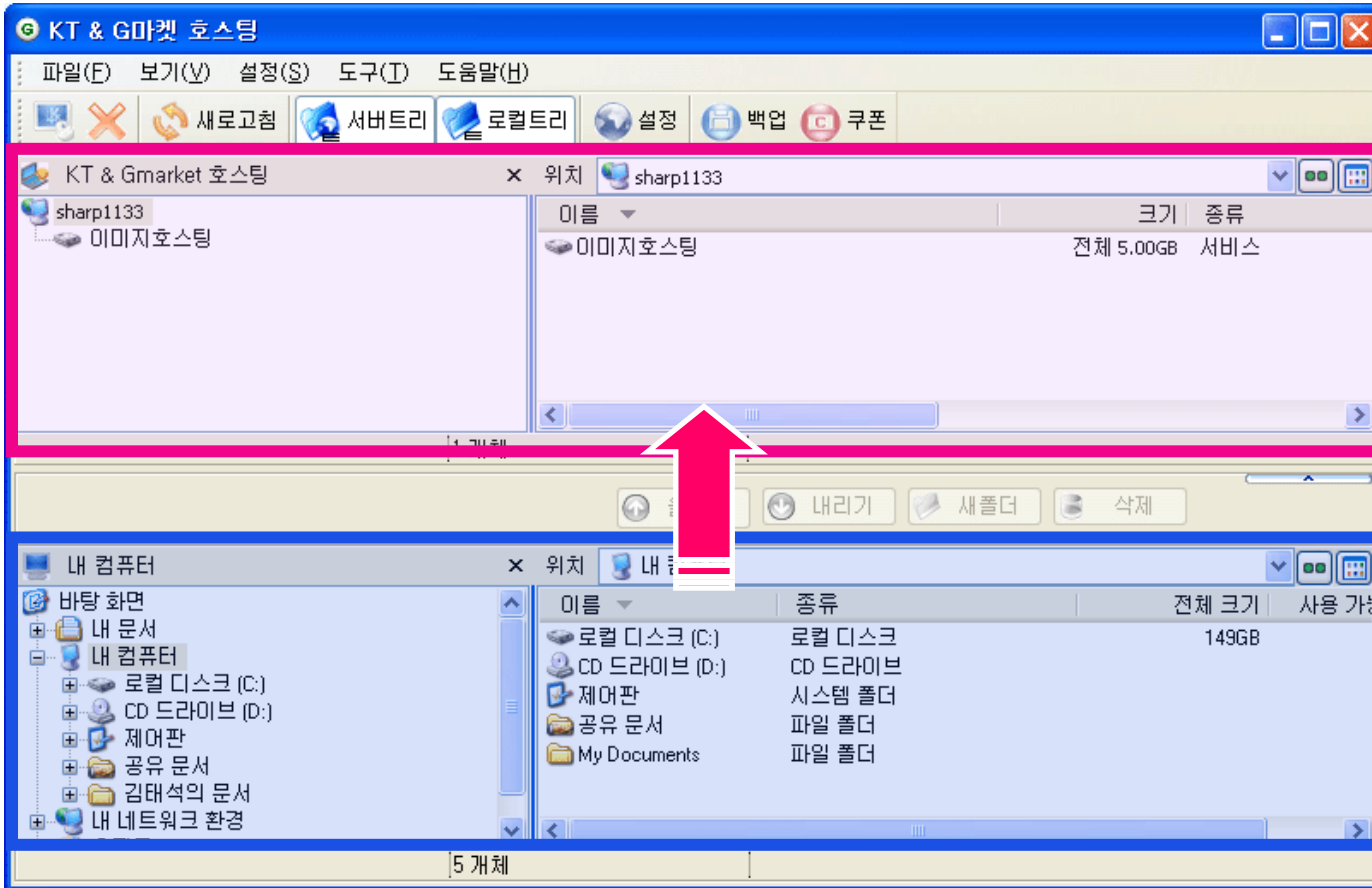 KT & G마켓 호스팅
파일(F) 보기(V) 설정(S) 도구(T) 도움말(H)
새로고침 서버트리 로컬트리 설정 백업 쿠폰
KT & Gmarket 호스팅
위치 sharp1133
sharp1133
이미지호스팅
이름 크기 종류
이미지호스팅 전체 5.00GB 서비스
내리기 새폴더 삭제
내 컴퓨터
위치 내
바탕 화면
내 문서
내 컴퓨터
로컬 디스크 (C:)
CD 드라이브 (D:)
제어판
공유 문서
김태석의 문서
내 네트워크 환경
이름 종류 전체 크기 사용
로컬 디스크 (C:) 로컬 디스크 149GB
CD 드라이브 (D:) CD 드라이브
제어판 시스템 폴더
공유 문서 파일 폴더
My Documents 파일 폴더
5 개체